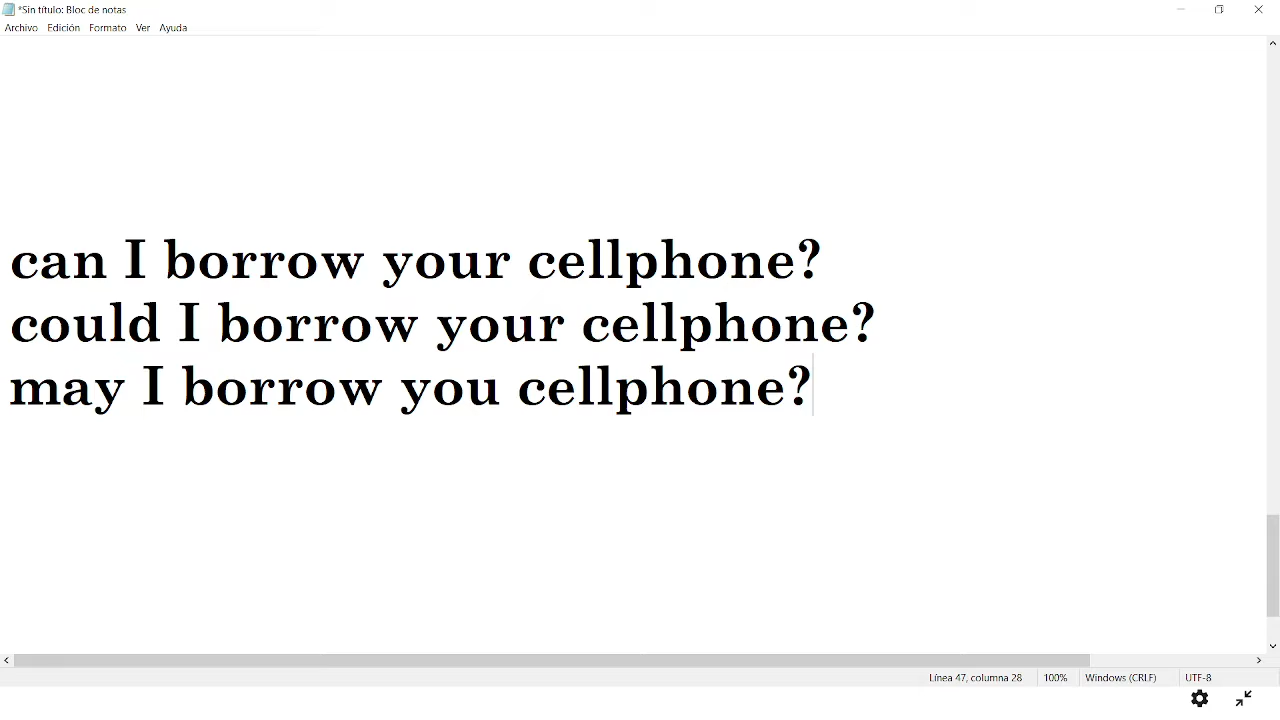 *Sin título: Bloc de notas
Archivo Edición Formato Ver Ayuda
can I borrow your cellphone?
could I borrow your cellphone?
may I borrow you cellphone?
Línea 47, columna 28 100% Windows (CRLF) UTF-8